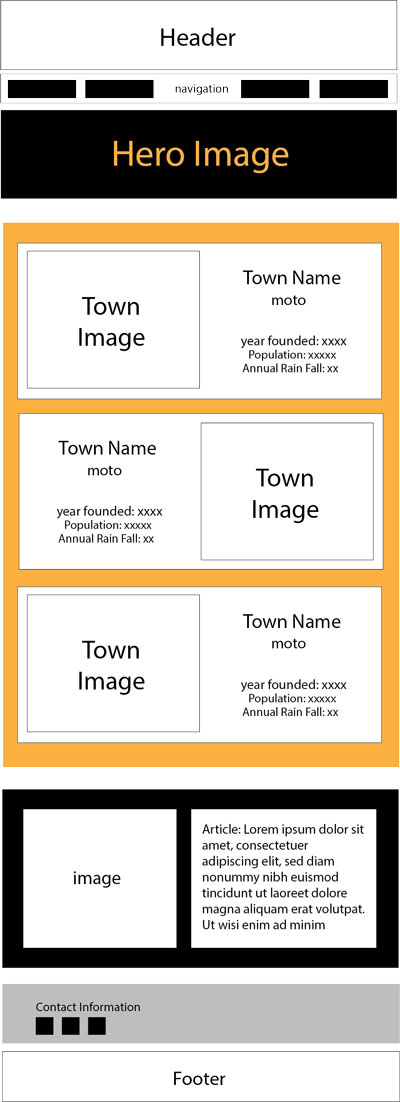 Header
navigation
Hero Image
Town
Image
Town Name
moto
year founded: xxxx
Population: xxxxx
Annual Rain Fall: xx
Town Name
moto
year founded: xxxx
Population: xxxxx
Annual Rain Fall: xx
Town
Image
Town
Image
Town Name
moto
year founded: xxxx
Population: xxxxx
Annual Rain Fall: xx
image
Article: Lorem ipsum dolor sit
amet, consectetuer
adipiscing elit, sed diam
nonummy nibh euismod
tincidunt ut laoreet dolore
magna aliquam erat volutpat.
Ut wisi enim ad minim
Contact Information
Footer